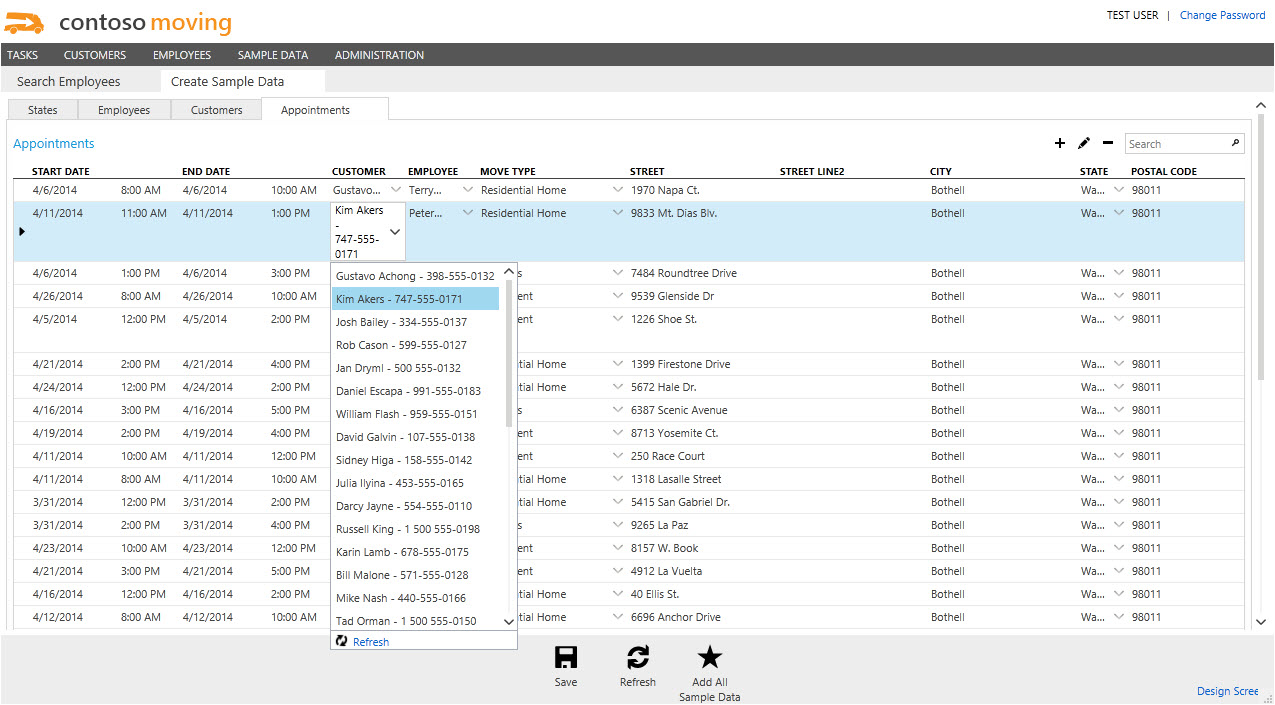 contoso moving
TEST USER | Change Password
TASKS CUSTOMERS EMPLOYEES SAMPLE DATA ADMINISTRATION
Search Employees Create Sample Data
States Employees Customers Appointments
Appointments
Search
START DATE END DATE CUSTOMER EMPLOYEE MOVE TYPE STREET STREET LINE2 CITY STATE POSTAL CODE
4/6/2014 8:00 AM 4/6/2014 10:00 AM Gustavo... Terry... Residential Home 1970 Napa Ct. Bothell Wa... 98011
4/11/2014 11:00 AM 4/11/2014 1:00 PM Kim Akers Peter... Residential Home 9833 Mt. Dias Blv. Bothell Wa... 98011
-
747-555-
0171
4/6/2014 1:00 PM 4/6/2014 3:00 PM Gustavo Achong - 398-555-0132 s 7484 Roundtree Drive Bothell Wa... 98011
4/26/2014 8:00 AM 4/26/2014 10:00 AM Kim Akers - 747-555-0171 ent 9539 Glenside Dr Bothell Wa... 98011
4/5/2014 12:00 PM 4/5/2014 2:00 PM Josh Bailey - 334-555-0137 ent 1226 Shoe St. Bothell Wa... 98011
Rob Cason - 599-555-0127
4/21/2014 2:00 PM 4/21/2014 4:00 PM Jan Dryml - 500 555-0132 tial Home 1399 Firestone Drive Bothell Wa... 98011
4/24/2014 12:00 PM 4/24/2014 2:00 PM Daniel Escapa - 991-555-0183 tial Home 5672 Hale Dr. Bothell Wa... 98011
4/16/2014 3:00 PM 4/16/2014 5:00 PM William Flash - 959-555-0151 s 6387 Scenic Avenue Bothell Wa... 98011
4/19/2014 2:00 PM 4/19/2014 4:00 PM David Galvin - 107-555-0138 ent 8713 Yosemite Ct. Bothell Wa... 98011
4/11/2014 10:00 AM 4/11/2014 12:00 PM Sidney Higa - 158-555-0142 ent 250 Race Court Bothell Wa... 98011
4/11/2014 8:00 AM 4/11/2014 10:00 AM Julia Ilyina - 453-555-0165 tial Home 1318 Lasalle Street Bothell Wa... 98011
3/31/2014 12:00 PM 3/31/2014 2:00 PM Darcy Jayne - 554-555-0110 tial Home 5415 San Gabriel Dr. Bothell Wa... 98011
3/31/2014 2:00 PM 3/31/2014 4:00 PM Russell King - 1 500 555-0198 s 9265 La Paz Bothell Wa... 98011
4/23/2014 10:00 AM 4/23/2014 12:00 PM Karin Lamb - 678-555-0175 ent 8157 W. Book Bothell Wa... 98011
4/21/2014 3:00 PM 4/21/2014 5:00 PM Bill Malone - 571-555-0128 ent 4912 La Vuelta Bothell Wa... 98011
4/16/2014 12:00 PM 4/16/2014 2:00 PM Mike Nash - 440-555-0166 tial Home 40 Ellis St. Bothell Wa... 98011
4/12/2014 8:00 AM 4/12/2014 10:00 AM Tad Orman - 1 500 555-0150 tial Home 6696 Anchor Drive Bothell Wa... 98011
Refresh
Save Refresh Add All
Sample Data
Design Scree